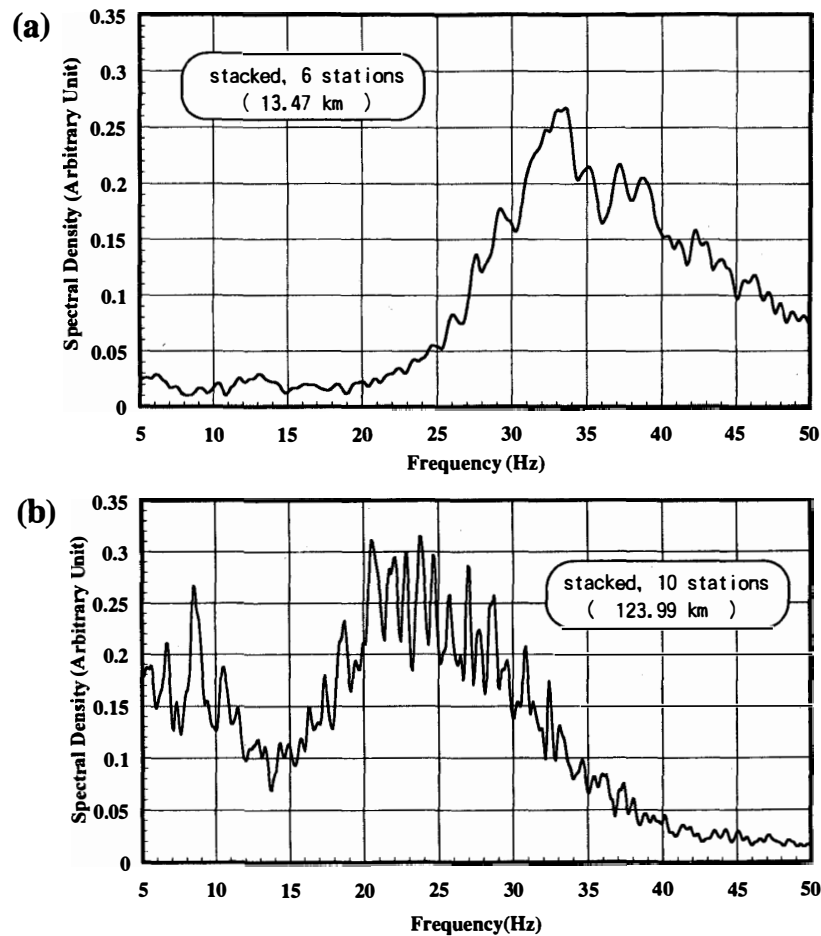 (a)
0.35
0.3
0.25
0.2
0.15
0.1
0.05
0
Spectral Density (Arbitrary Unit)
stacked, 6 stations
( 13.47 km )
5 10 15 20 25 30 35 40 45 50
Frequency (Hz)
(b)
0.35
0.3
0.25
0.2
0.15
0.1
0.05
0
Spectral Density (Arbitrary Unit)
stacked, 10 stations
( 123.99 km )
5 10 15 20 25 30 35 40 45 50
Frequency(Hz)